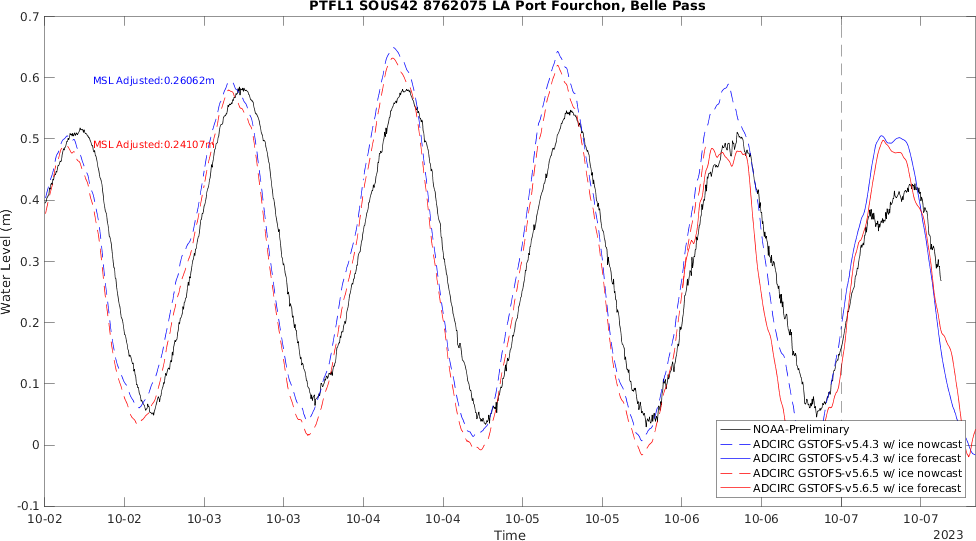 PTFL1 SOUS42 8762075 LA Port Fourchon, Belle Pass
0.7
0.6
0.5
0.4
0.3
0.2
0.1
0
-0.1
Water Level (m)
MSL Adjusted:0.26062m
MSL Adjusted:0.24107m
NOAA-Preliminary
ADCIRC GSTOFS-v5.4.3 w/ ice nowcast
ADCIRC GSTOFS-v5.4.3 w/ ice forecast
ADCIRC GSTOFS-v5.6.5 w/ ice nowcast
ADCIRC GSTOFS-v5.6.5 w/ ice forecast
10-02 10-02 10-03 10-03 10-04 10-04 10-05 10-05 10-06 10-06 10-07 10-07
Time
2023